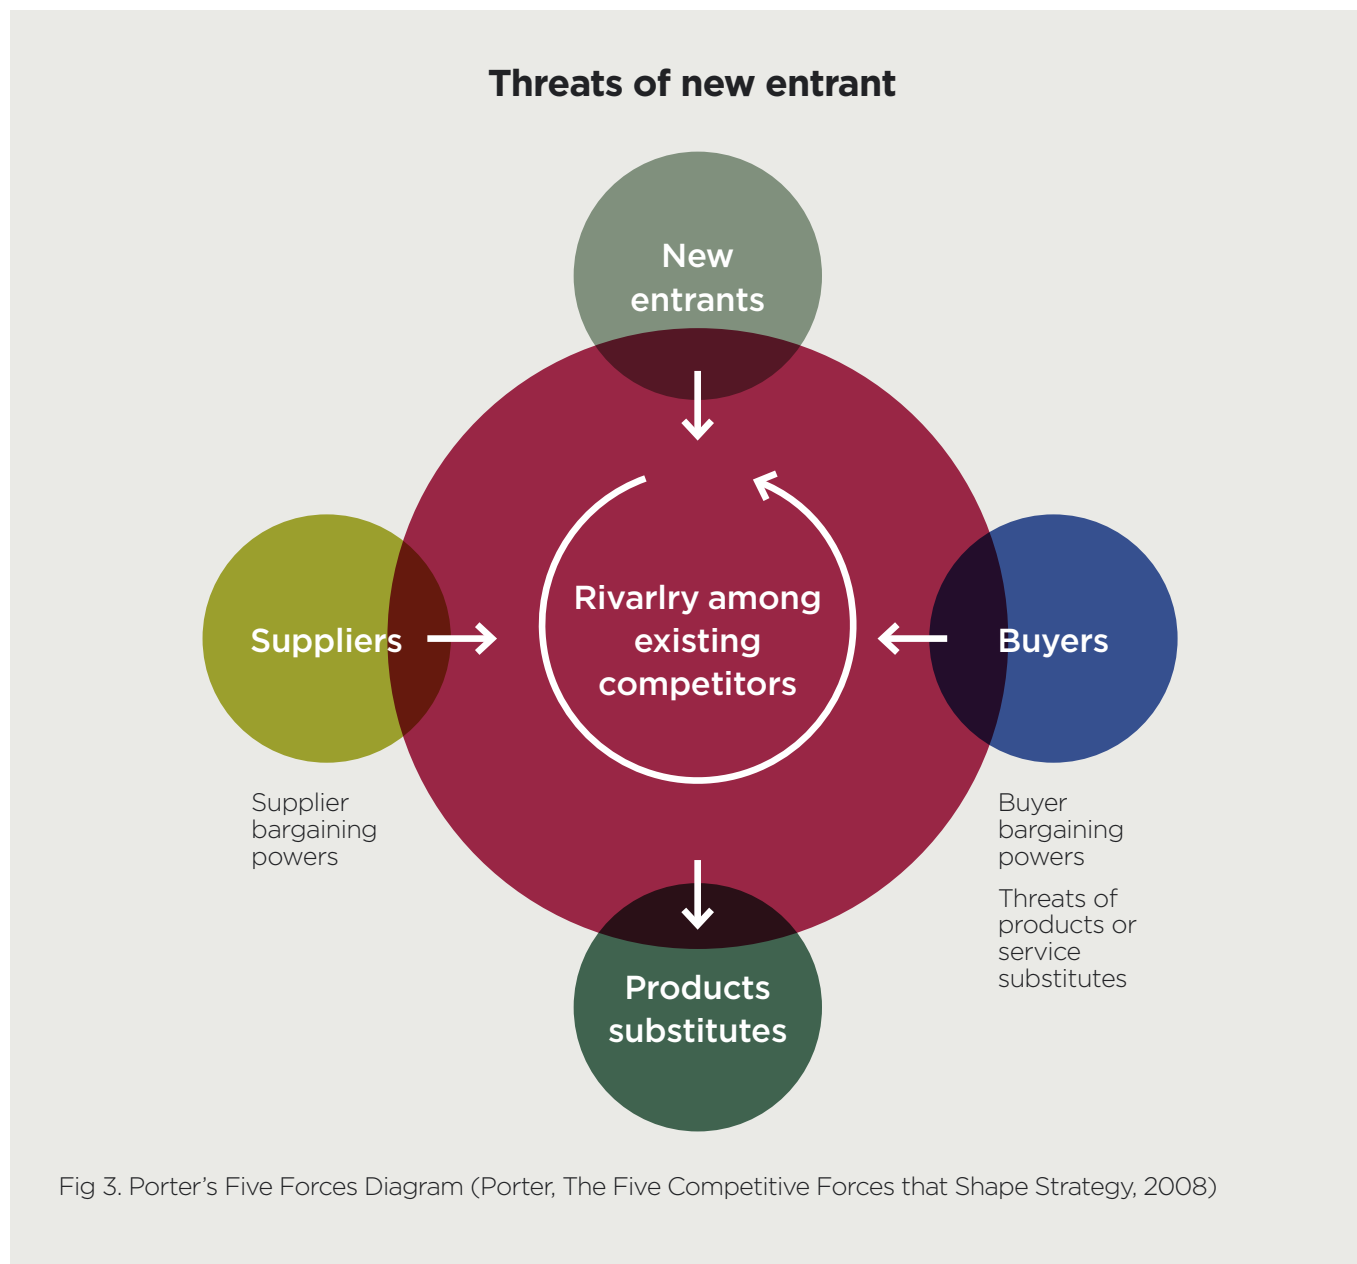 Threats of new entrant
New
entrants
Suppliers
Rivarlry among
existing
competitors
Buyers
Supplier
bargaining
powers
Buyer
bargaining
powers
Threats of
products or
service
substitutes
Products
substitutes
Fig 3. Porter’s Five Forces Diagram (Porter, The Five Competitive Forces that Shape Strategy, 2008)